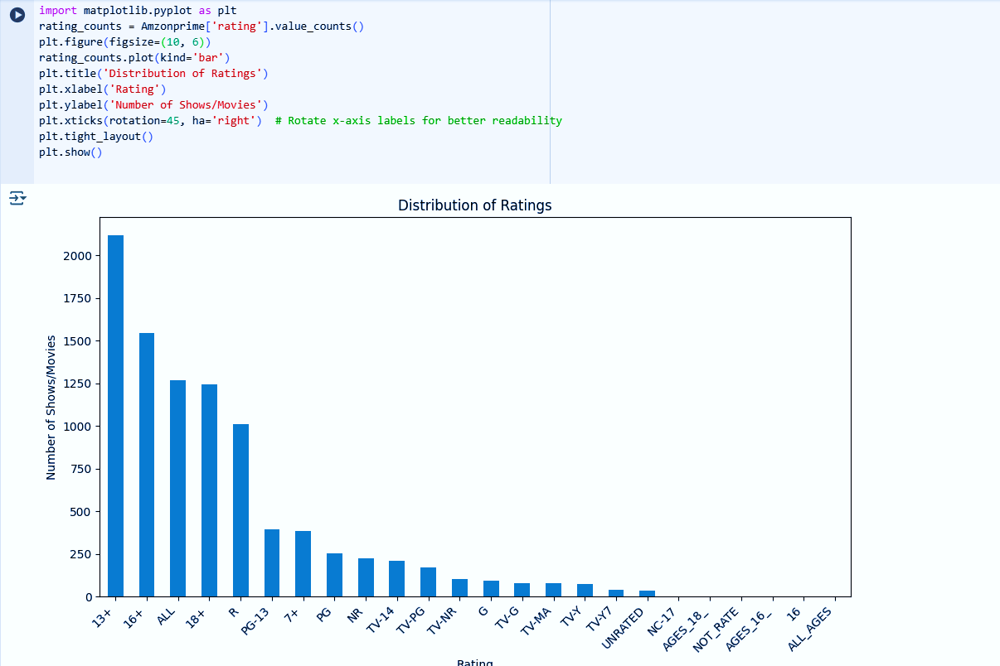 import matplotlib.pyplot as plt
rating_counts = Amzonprime['rating'].value_counts()
plt.figure(figsize=(10, 6))
rating_counts.plot(kind='bar')
plt.title('Distribution of Ratings')
plt.xlabel('Rating')
plt.ylabel('Number of Shows/Movies')
plt.xticks(rotation=45, ha='right')  # Rotate x-axis labels for better readability
plt.tight_layout()
plt.show()
Distribution of Ratings
Number of Shows/Movies
2000
1750
1500
1250
1000
750
500
250
0
13+
16+
ALL
18+
R
PG-13
7+
PG
NR
TV-14
TV-PG
TV-NR
G
TV-G
TV-MA
TV-Y
TV-Y7
UNRATED
NC-17
AGES_18_
NOT_RATE
AGES_16_
16
ALL_AGES
Rating